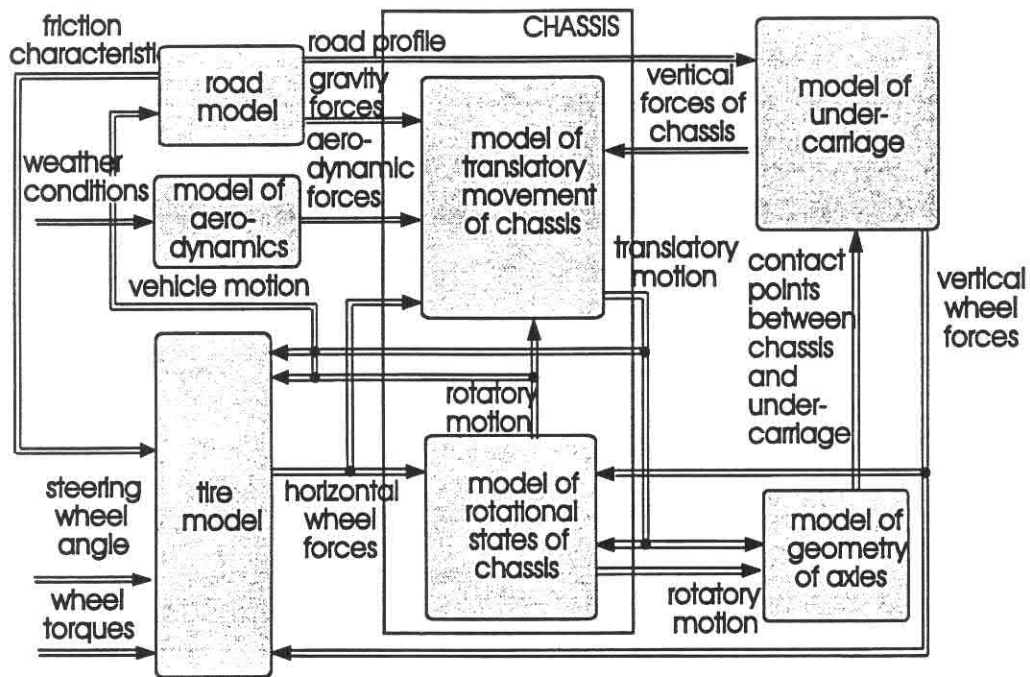 friction
characteristic
CHASSIS
road profile
road
model
gravity
forces
aero-
dynamic
forces
weather
conditions
model of
aero-
dynamics
vehicle motion
model of
translatory
movement
of chassis
vertical
forces of
chassis
model of
under-
carriage
translatory
motion
contact
points
between
chassis
and
under-
carriage
vertical
wheel
forces
rotatory
motion
steering
wheel
angle
wheel
torques
tire
model
horizontal
wheel
forces
model of
rotational
states of
chassis
model of
geometry
of axles
rotatory
motion